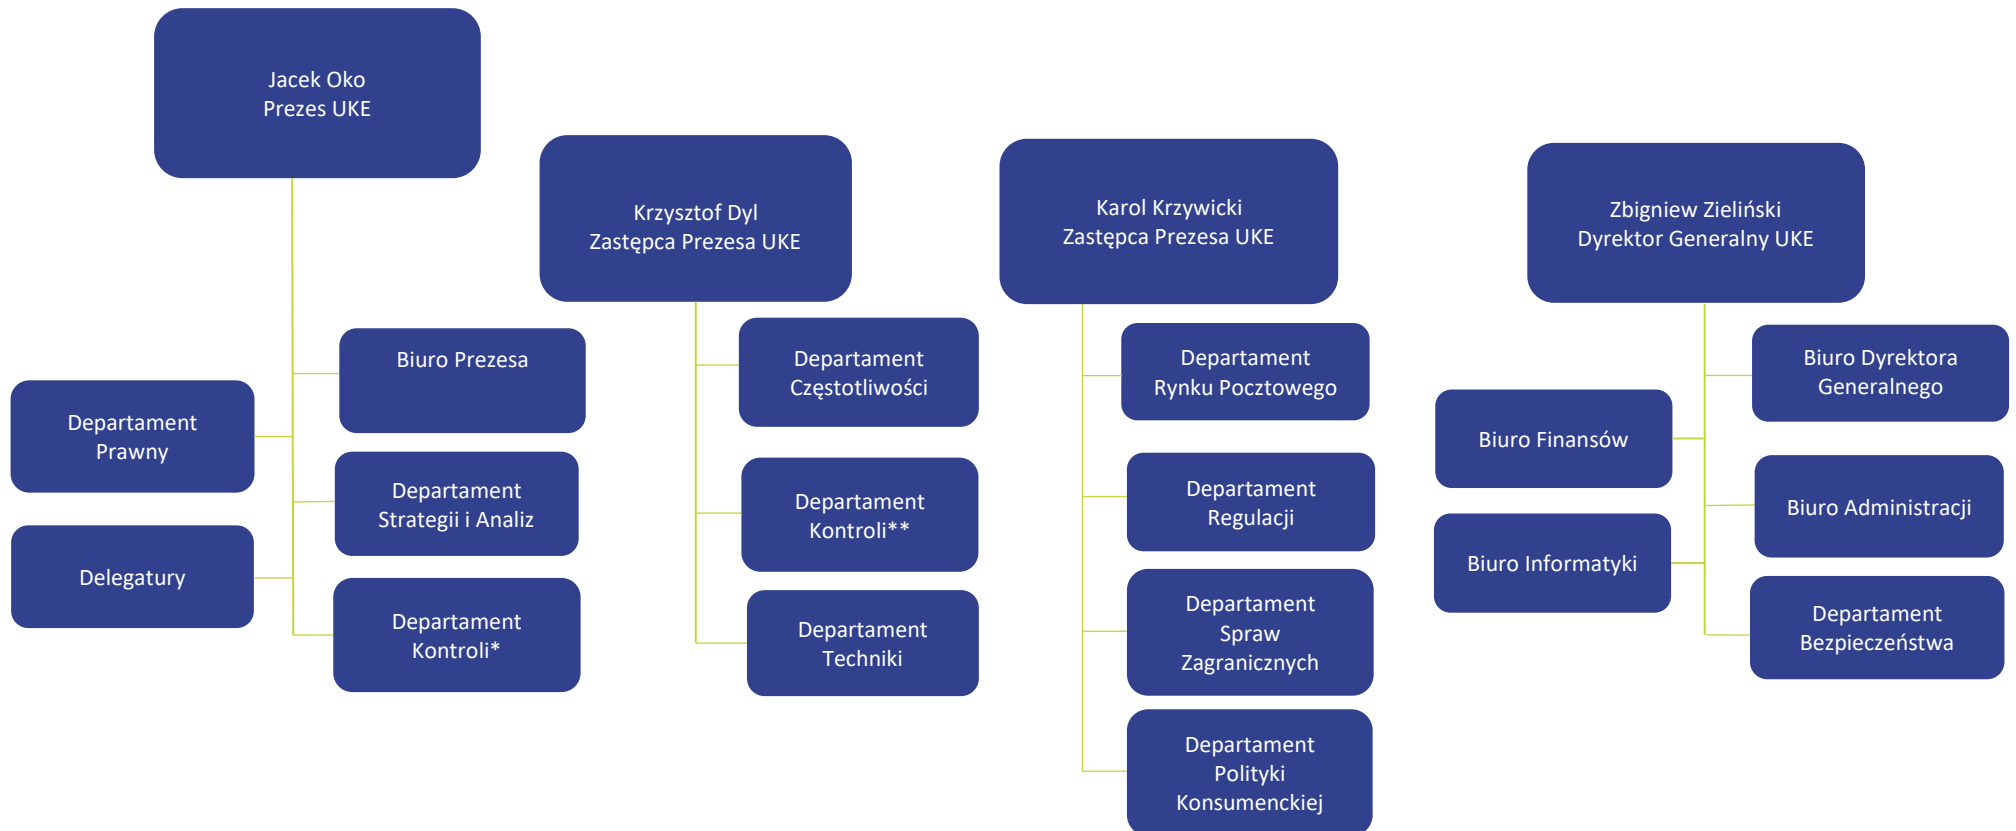 Jacek Oko
Prezes UKE
Krzysztof Dyl
Zastępca Prezesa UKE
Karol Krzywicki
Zastępca Prezesa UKE
Zbigniew Zieliński
Dyrektor Generalny UKE
Biuro Prezesa
Departament
Prawny
Departament
Strategii i Analiz
Delegatury
Departament
Kontroli*
Departament
Częstotliwości
Departament
Kontroli**
Departament
Techniki
Departament
Rynku Pocztowego
Departament
Regulacji
Departament
Spraw
Zagranicznych
Departament
Polityki
Konsumenckiej
Biuro Dyrektora
Generalnego
Biuro Finansów
Biuro Administracji
Biuro Informatyki
Departament
Bezpieczeństwa